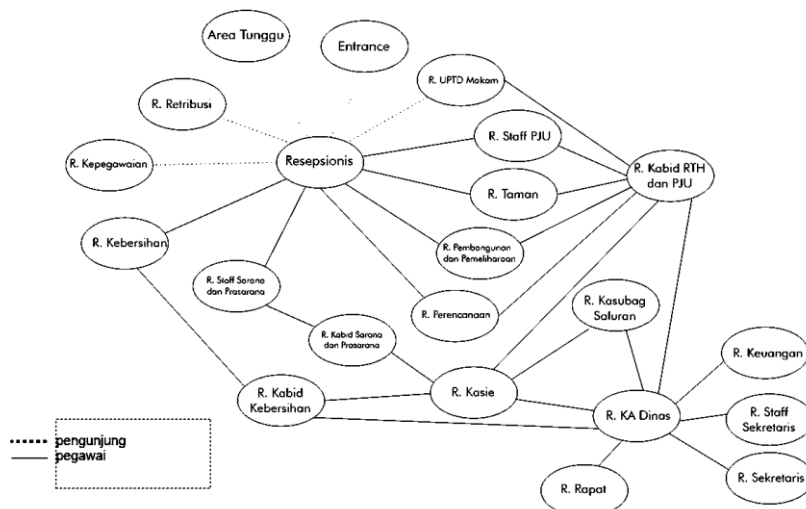 Area Tunggu
Entrance
R. UPTD Makam
R. Retribusi
R. Staff PJU
Resepsionis
R. Kepegawaian
R. Kabid RTH
dan PJU
R. Taman
R. Kebersihan
R. Pembangunan
dan Pemeliharaan
R. Staff Sarana
dan Prasarana
R. Perencanaan
R. Kasubag
Saluran
R. Kabid Sarana
dan Prasarana
R. Keuangan
R. Kabid
Kebersihan
R. Kasie
R. KA Dinas
R. Staff
Sekretaris
pengunjung
pegawai
R. Sekretaris
R. Rapat